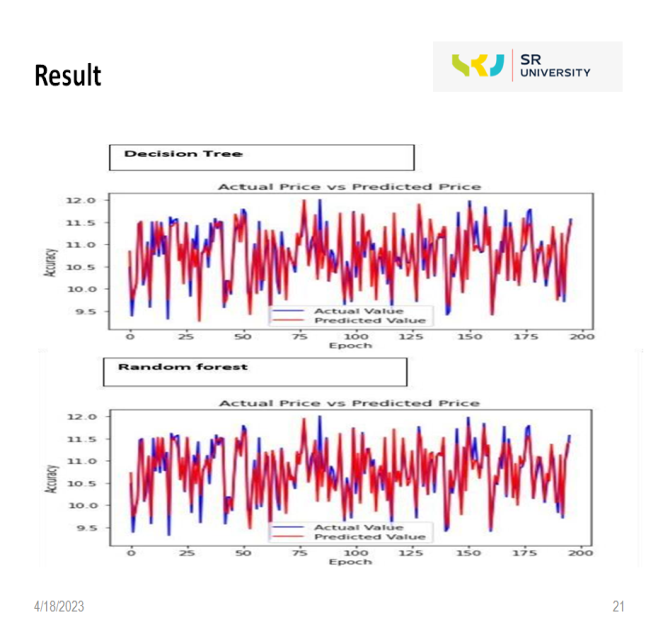 Result
SR
UNIVERSITY
Decision Tree
Actual Price vs Predicted Price
12.0
11.5
11.0
10.5
10.0
9.5
Accuracy
Actual Value
Predicted Value
0 25 50 75 100 125 150 175 200
Epoch
Random forest
Actual Price vs Predicted Price
12.0
11.5
11.0
10.5
10.0
9.5
Accuracy
Actual Value
Predicted Value
0 25 50 75 100 125 150 175 200
Epoch
4/18/2023
21